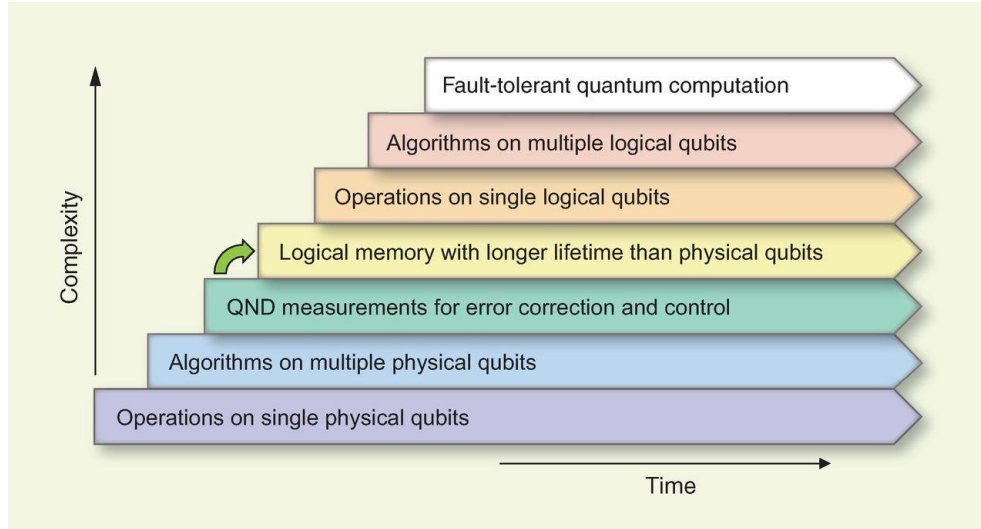 Fault-tolerant quantum computation
Algorithms on multiple logical qubits
Operations on single logical qubits
Logical memory with longer lifetime than physical qubits
QND measurements for error correction and control
Algorithms on multiple physical qubits
Operations on single physical qubits
Complexity
Time